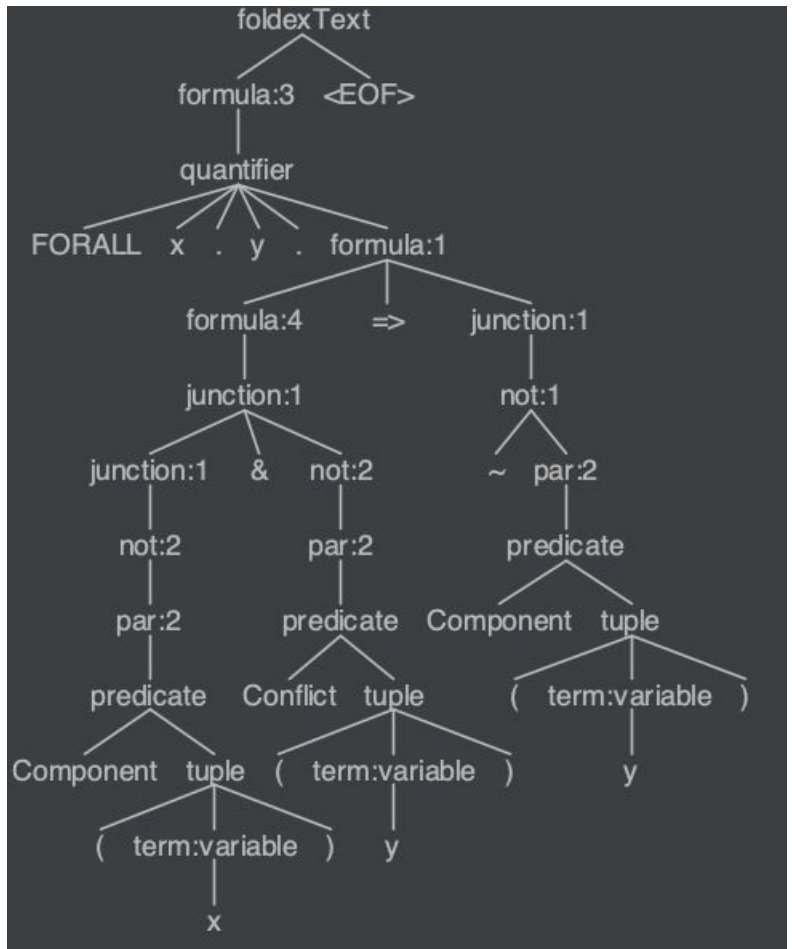 foldexText
formula:3 <EOF>
quantifier
FORALL x . y . formula:1
formula:4 => junction:1
junction:1 not:1
junction:1 & not:2 ~ par:2
not:2 par:2 predicate
par:2 predicate Component tuple
predicate Conflict tuple ( term:variable )
Component tuple ( term:variable ) y
( term:variable ) y
x